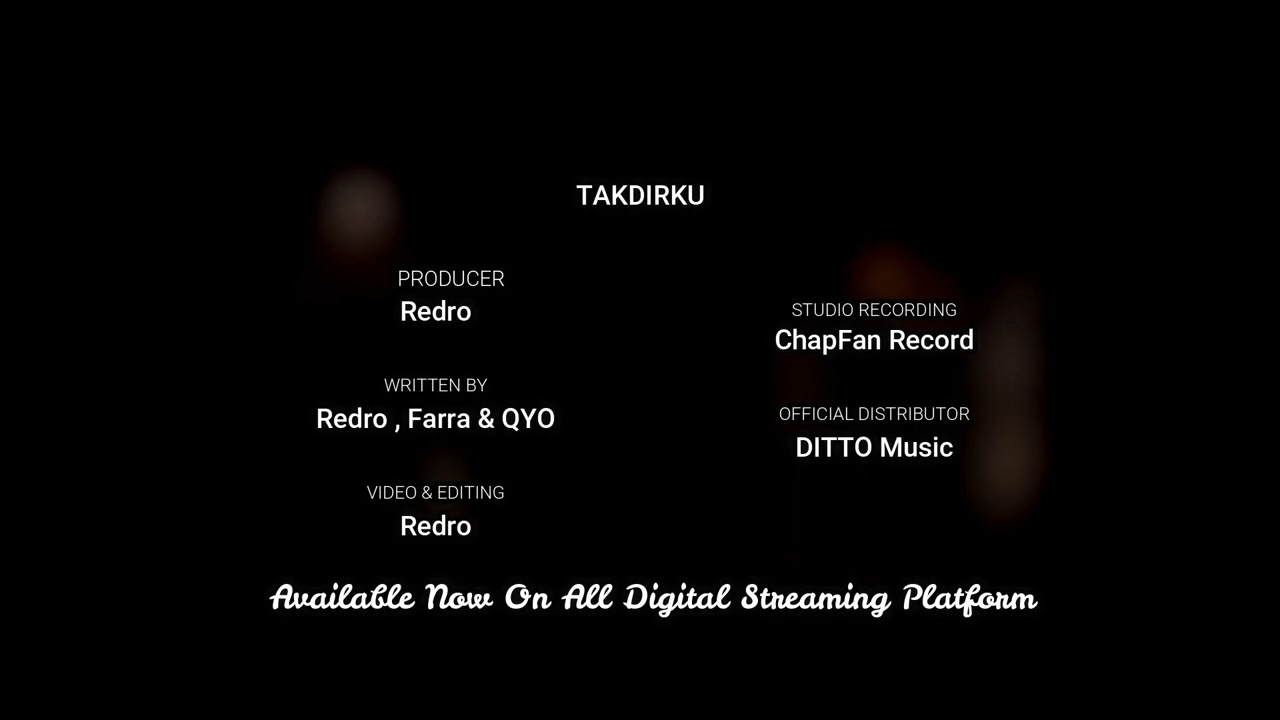 TAKDIRKU
PRODUCER
Redro
WRITTEN BY
Redro , Farra & QYO
VIDEO & EDITING
Redro
STUDIO RECORDING
ChapFan Record
OFFICIAL DISTRIBUTOR
DITTO Music
Available Now On All Digital Streaming Platform